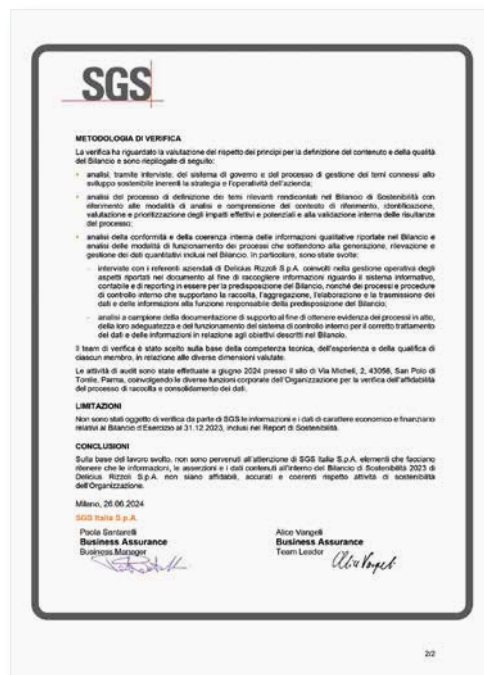 SGS
METODOLOGIA DI VERIFICA
La verifica ha riguardato la valutazione del rispetto dei principi per la definizione del contenuto e della qualità
del Bilancio e sono riepilogate di seguito:
• analisi, tramite interviste, del sistema di governo e del processo di gestione dei temi connessi allo
sviluppo sostenibile inerenti la strategia e l'operatività dell'azienda;
• analisi del processo di definizione dei temi rilevanti rendicontati nel Bilancio di Sostenibilità con
riferimento alle modalità di analisi e comprensione del contesto di riferimento, identificazione,
valutazione e prioritizzazione degli impatti effettivi e potenziali e alla validazione interna delle risultanze
del processo;
• analisi della conformità e della coerenza interna delle informazioni qualitative riportate nel Bilancio e
analisi delle modalità di funzionamento dei processi che sottendono alla generazione, rilevazione e
gestione dei dati quantitativi inclusi nel Bilancio. In particolare, sono state svolte:
- interviste con i referenti aziendali di Delicius Rizzoli S.p.A. coinvolti nella gestione operativa degli
aspetti riportati nel documento al fine di raccogliere informazioni riguardo il sistema informativo,
contabile e di reporting in essere per la predisposizione del Bilancio, nonché dei processi e procedure
di controllo interno che supportano la raccolta, l'aggregazione, l'elaborazione e la trasmissione dei
dati e delle informazioni alla funzione responsabile della predisposizione del Bilancio;
- analisi a campione della documentazione di supporto al fine di ottenere evidenza dei processi in atto,
della loro adeguatezza e del funzionamento del sistema di controllo interno per il corretto trattamento
dei dati e delle informazioni in relazione agli obiettivi descritti nel Bilancio.
Il team di verifica è stato scelto sulla base della competenza tecnica, dell'esperienza e della qualifica di
ciascun membro, in relazione alle diverse dimensioni valutate.
Le attività di audit sono state effettuate a giugno 2024 presso il sito di Via Micheli, 2, 43056, San Polo di
Torrile, Parma, coinvolgendo le diverse funzioni corporate dell'Organizzazione per la verifica dell'affidabilità
del processo di raccolta e consolidamento dei dati.
LIMITAZIONI
Non sono stati oggetto di verifica da parte di SGS le informazioni e i dati di carattere economico e finanziario
relativi al Bilancio d'Esercizio al 31.12.2023, inclusi nel Report di Sostenibilità.
CONCLUSIONI
Sulla base del lavoro svolto, non sono pervenuti all'attenzione di SGS Italia S.p.A. elementi che facciano
ritenere che le informazioni, le asserzioni e i dati contenuti all'interno del Bilancio di Sostenibilità 2023 di
Delicius Rizzoli S.p.A. non siano affidabili, accurati e coerenti rispetto attività di sostenibilità
dell'Organizzazione.
Milano, 26.06.2024
SGS Italia S.p.A.
Paola Santarelli Alice Vangeli
Business Assurance Business Assurance
Business Manager Team Leader
Alice Vangeli
2/2